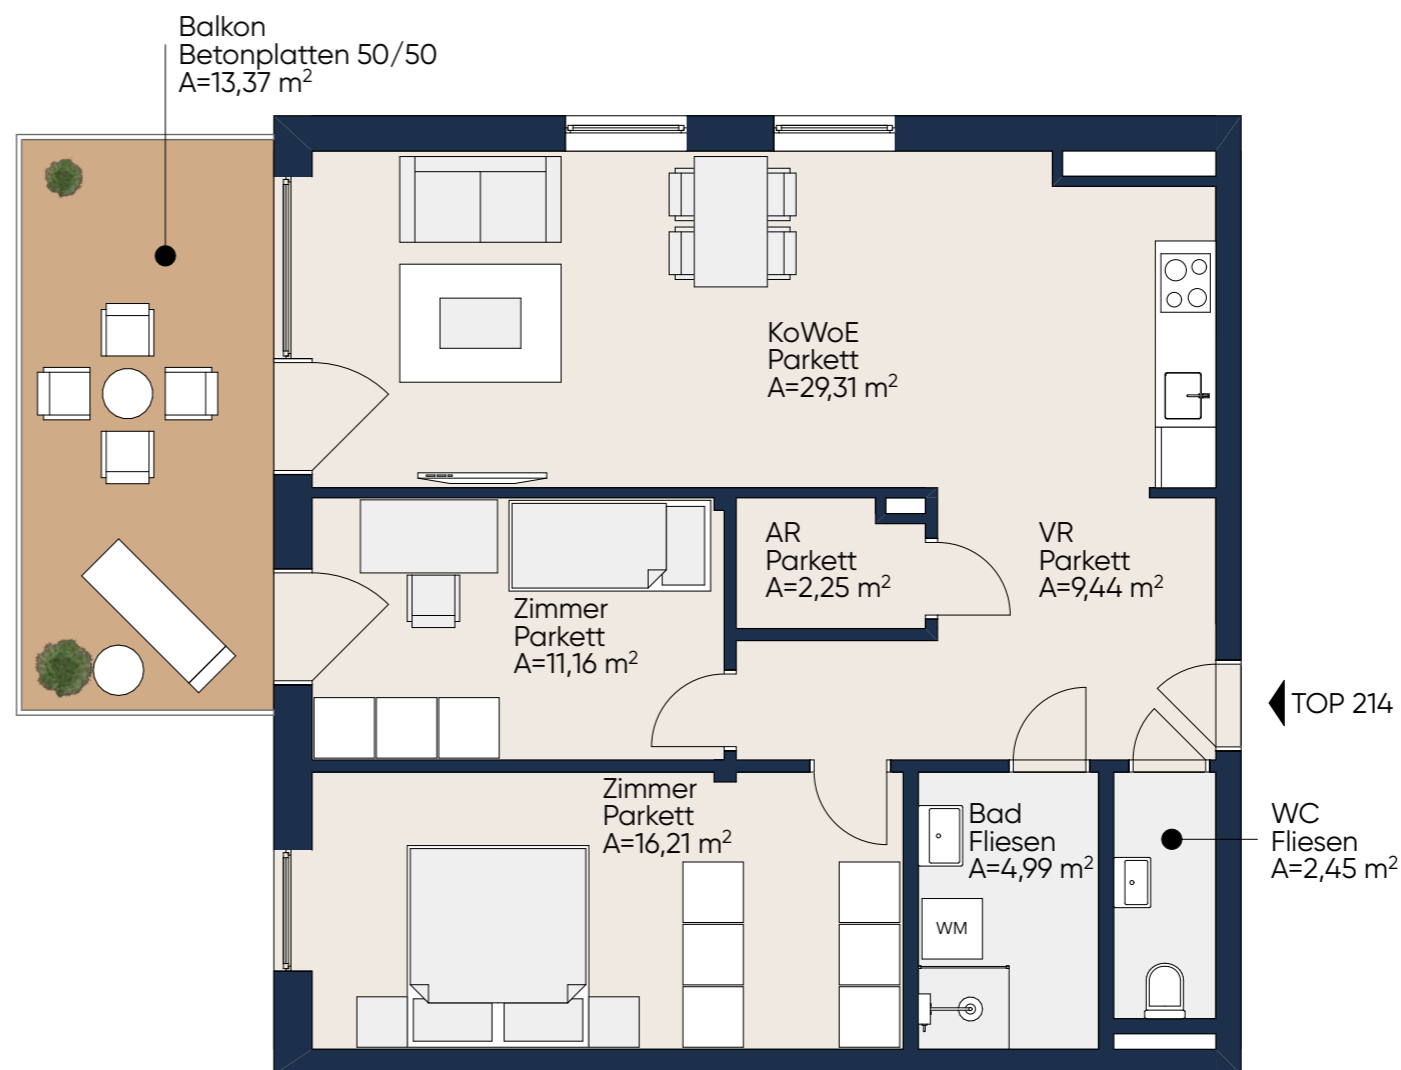 Balkon
Betonplatten 50/50
A=13,37 m²
KoWoE
Parkett
A=29,31 m²
AR
Parkett
A=2,25 m²
VR
Parkett
A=9,44 m²
Zimmer
Parkett
A=11,16 m²
TOP 214
Zimmer
Parkett
A=16,21 m²
Bad
Fliesen
A=4,99 m²
WC
Fliesen
A=2,45 m²
WM